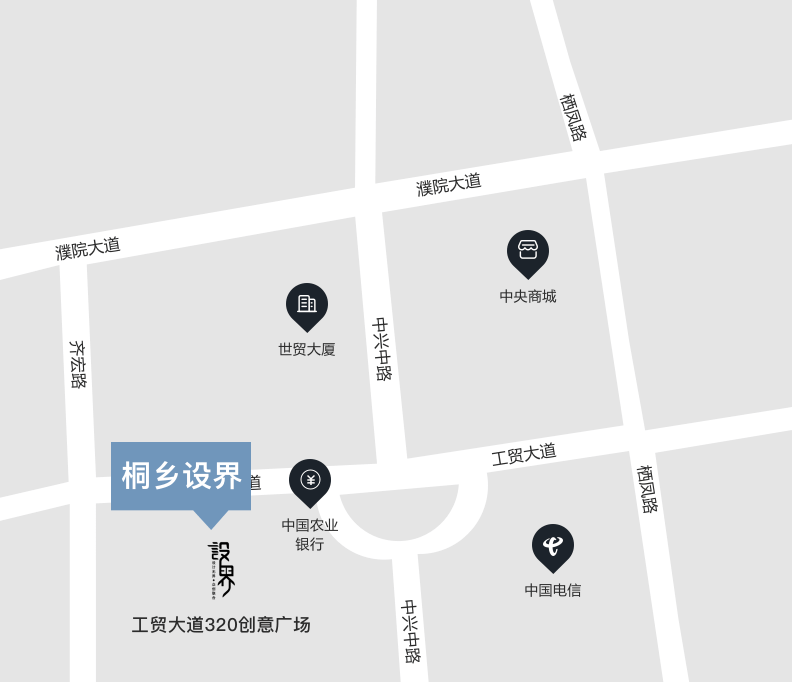 栖凤路
濮院大道
濮院大道
中央商城
世贸大厦
中兴中路
齐宏路
工贸大道
桐乡设界
道
栖凤路
中国农业
银行
設界
中国电信
中兴中路
工贸大道320创意广场